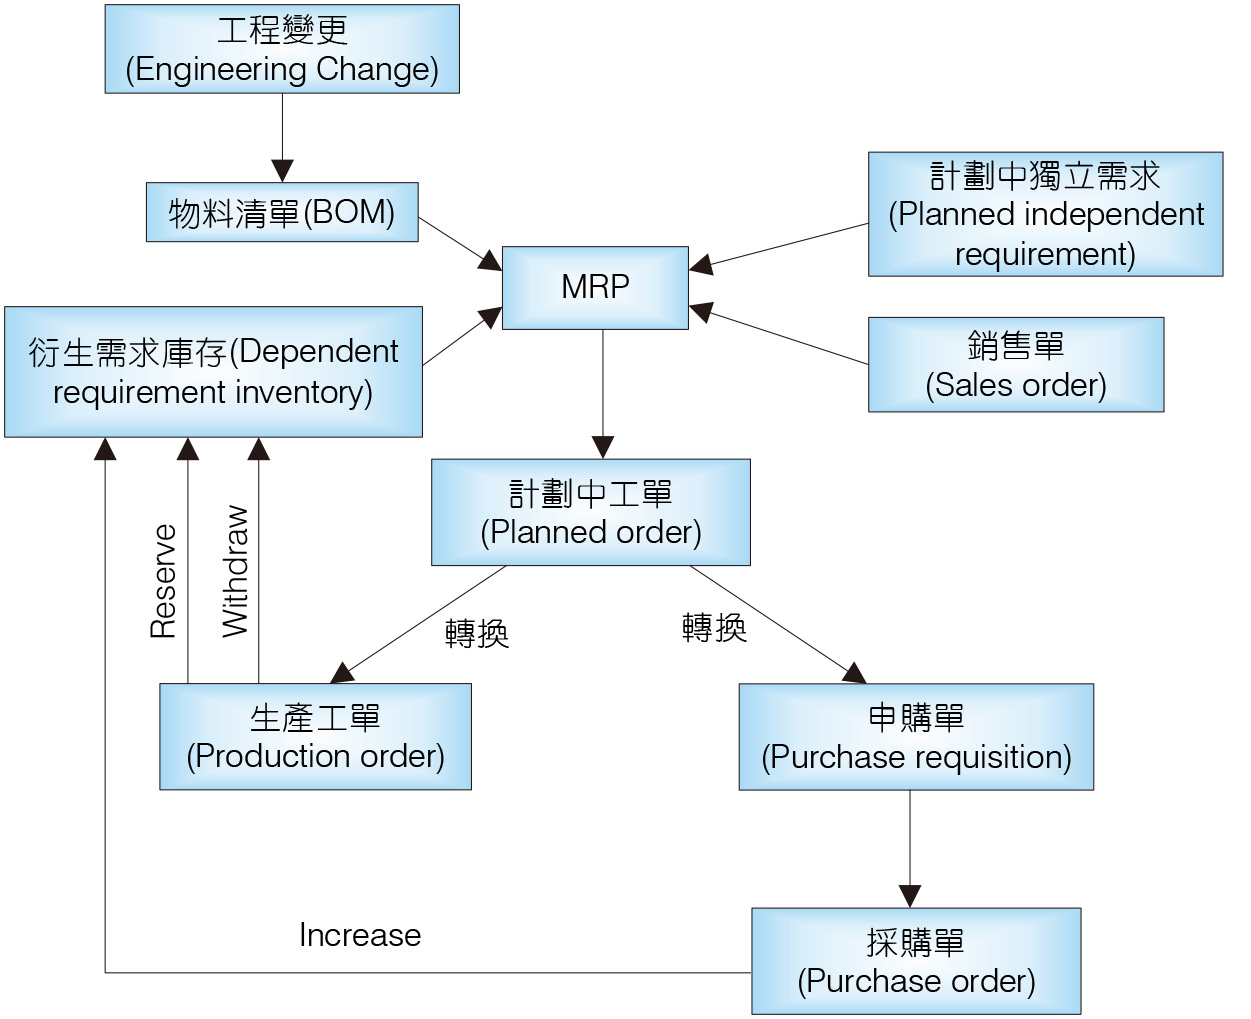 工程變更
(Engineering Change)
物料清單(BOM)
計劃中獨立需求
(Planned independent
requirement)
MRP
銷售單
(Sales order)
衍生需求庫存(Dependent
requirement inventory)
計劃中工單
(Planned order)
Reserve
Withdraw
轉換
轉換
生產工單
(Production order)
申購單
(Purchase requisition)
Increase
採購單
(Purchase order)